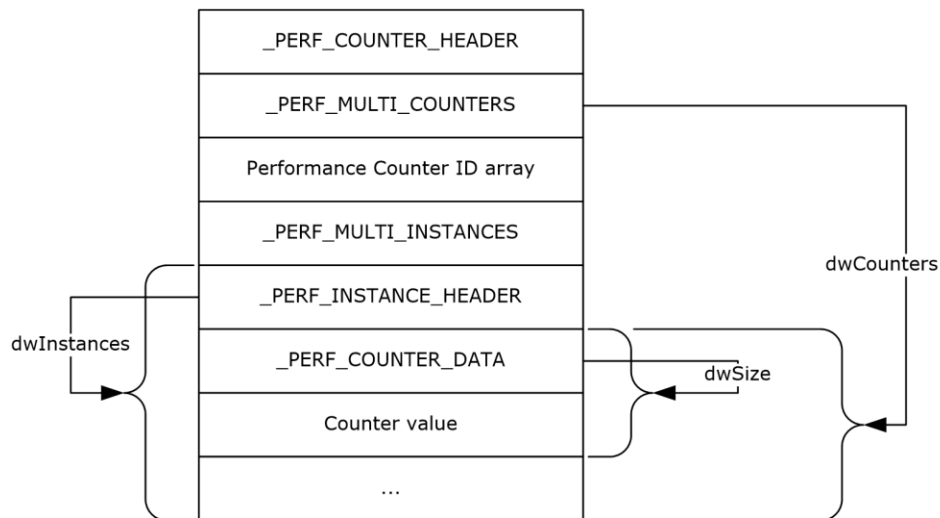 _PERF_COUNTER_HEADER
_PERF_MULTI_COUNTERS
Performance Counter ID array
_PERF_MULTI_INSTANCES
dwCounters
_PERF_INSTANCE_HEADER
dwInstances
_PERF_COUNTER_DATA
dwSize
Counter value
...